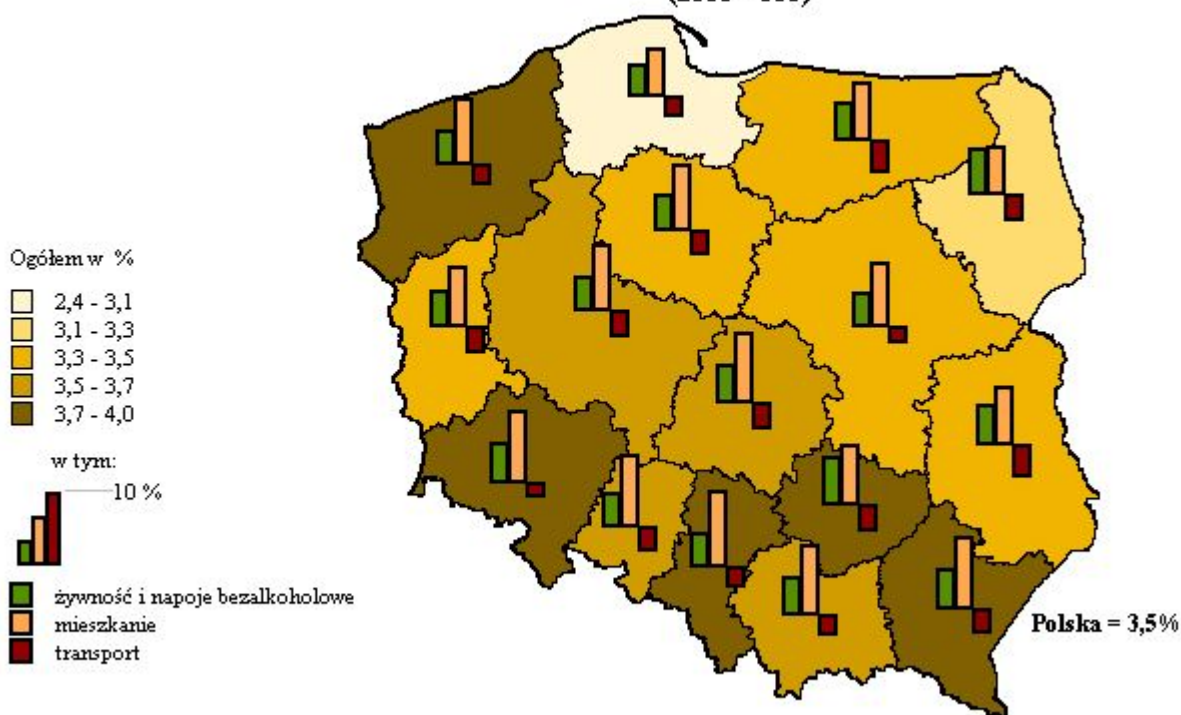 Ogółem w %
2,4 - 3,1
3,1 - 3,3
3,3 - 3,5
3,5 - 3,7
3,7 - 4,0
w tym:
10 %
żywność i napoje bezalkoholowe
mieszkanie
transport
Polska = 3,5%